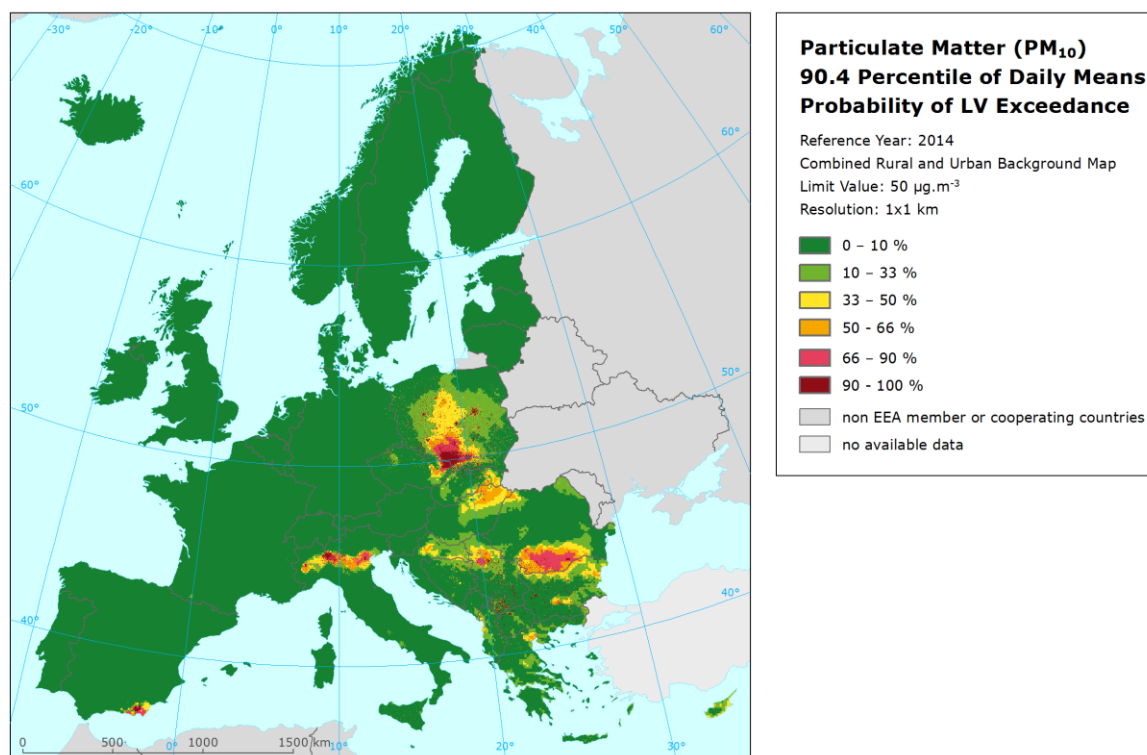 -30°
-20°
-10°
0°
10°
20°
30°
40°
50°
60°
60°
60°
50°
50°
40°
40°
0
500
1000
1500 km
0°
10°
20°
30°
Particulate Matter (PM₁₀)
90.4 Percentile of Daily Means
Probability of LV Exceedance
Reference Year: 2014
Combined Rural and Urban Background Map
Limit Value: 50 µg.m⁻³
Resolution: 1x1 km
0 – 10 %
10 – 33 %
33 – 50 %
50 – 66 %
66 – 90 %
90 - 100 %
non EEA member or cooperating countries
no available data